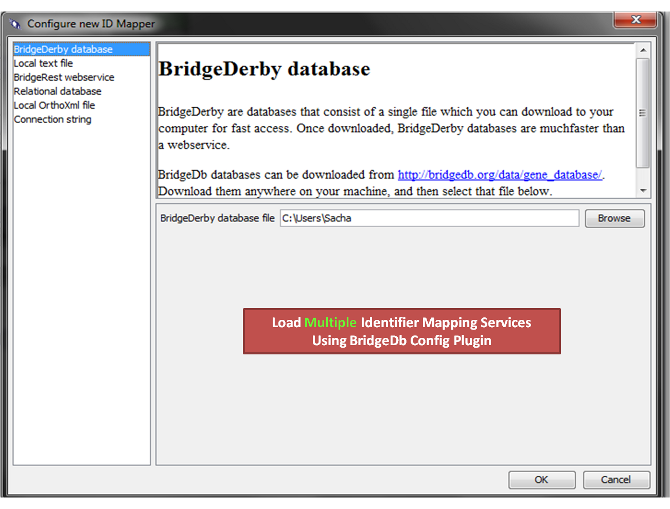 Configure new ID Mapper
BridgeDerby database
Local text file
BridgeRest webservice
Relational database
Local OrthoXml file
Connection string
BridgeDerby database
BridgeDerby are databases that consist of a single file which you can download to your
computer for fast access. Once downloaded, BridgeDerby databases are muchfaster than
a webservice.
BridgeDb databases can be downloaded from http://bridgedb.org/data/gene_database/.
Download them anywhere on your machine, and then select that file below.
BridgeDerby database file C:\Users\Sacha Browse
Load Multiple Identifier Mapping Services
Using BridgeDb Config Plugin
OK Cancel